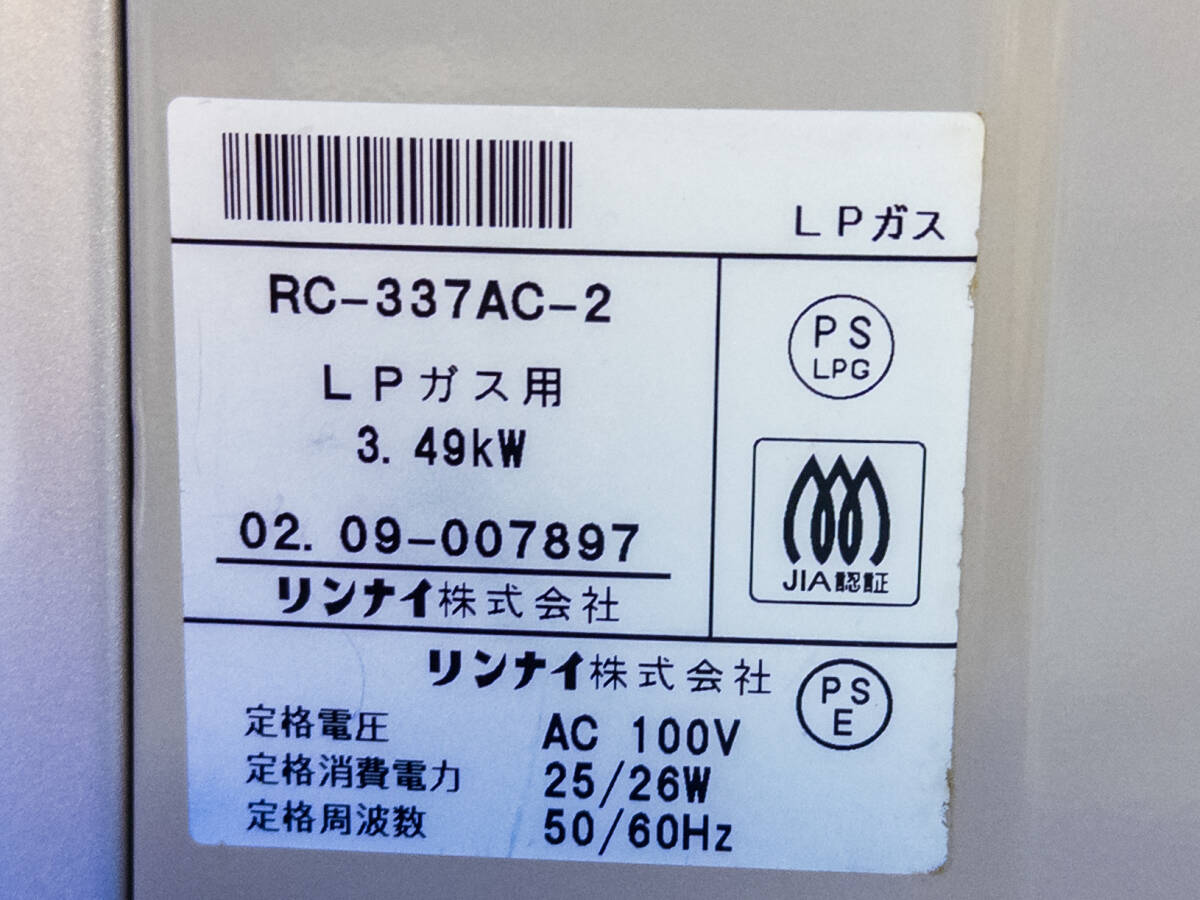 LPガス
RC-337AC-2
LPガス用
3.49kW
02.09-007897
リンナイ株式会社
PS
LPG
JIA認証
リンナイ株式会社
PS
E
定格電圧 AC 100V
定格消費電力 25/26W
定格周波数 50/60Hz